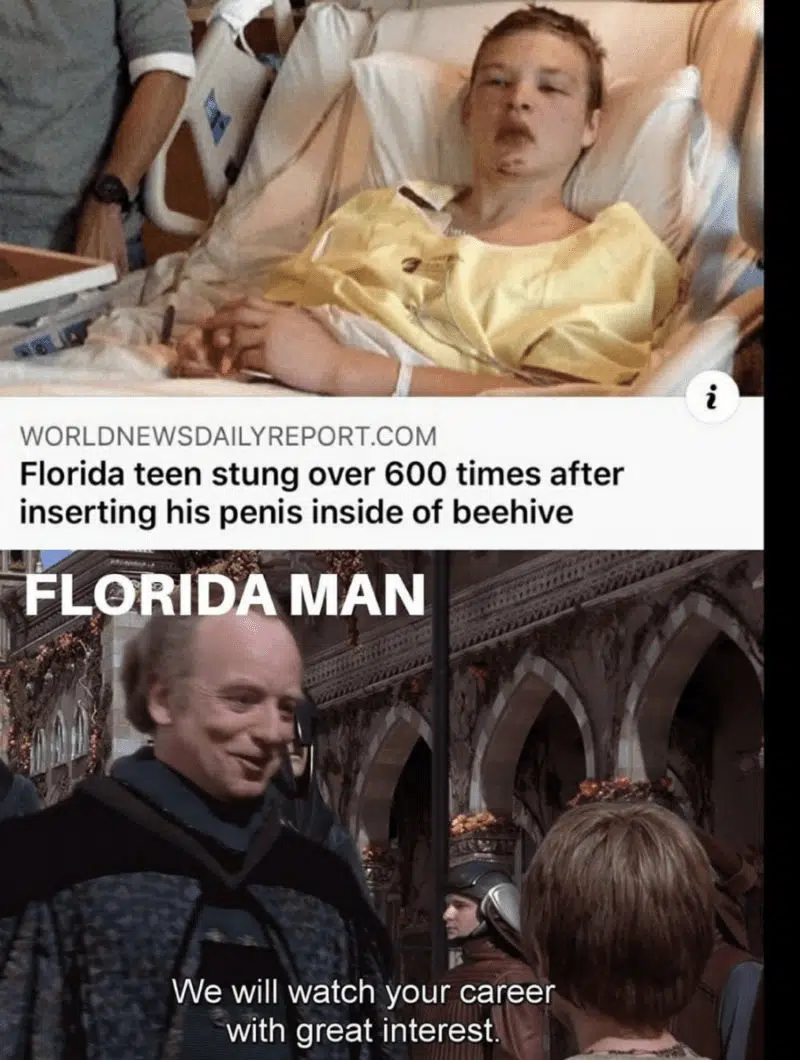 WORLDNEWSDAILYREPORT.COM
Florida teen stung over 600 times after
inserting his penis inside of beehive
FLORIDA MAN
We will watch your career
with great interest.